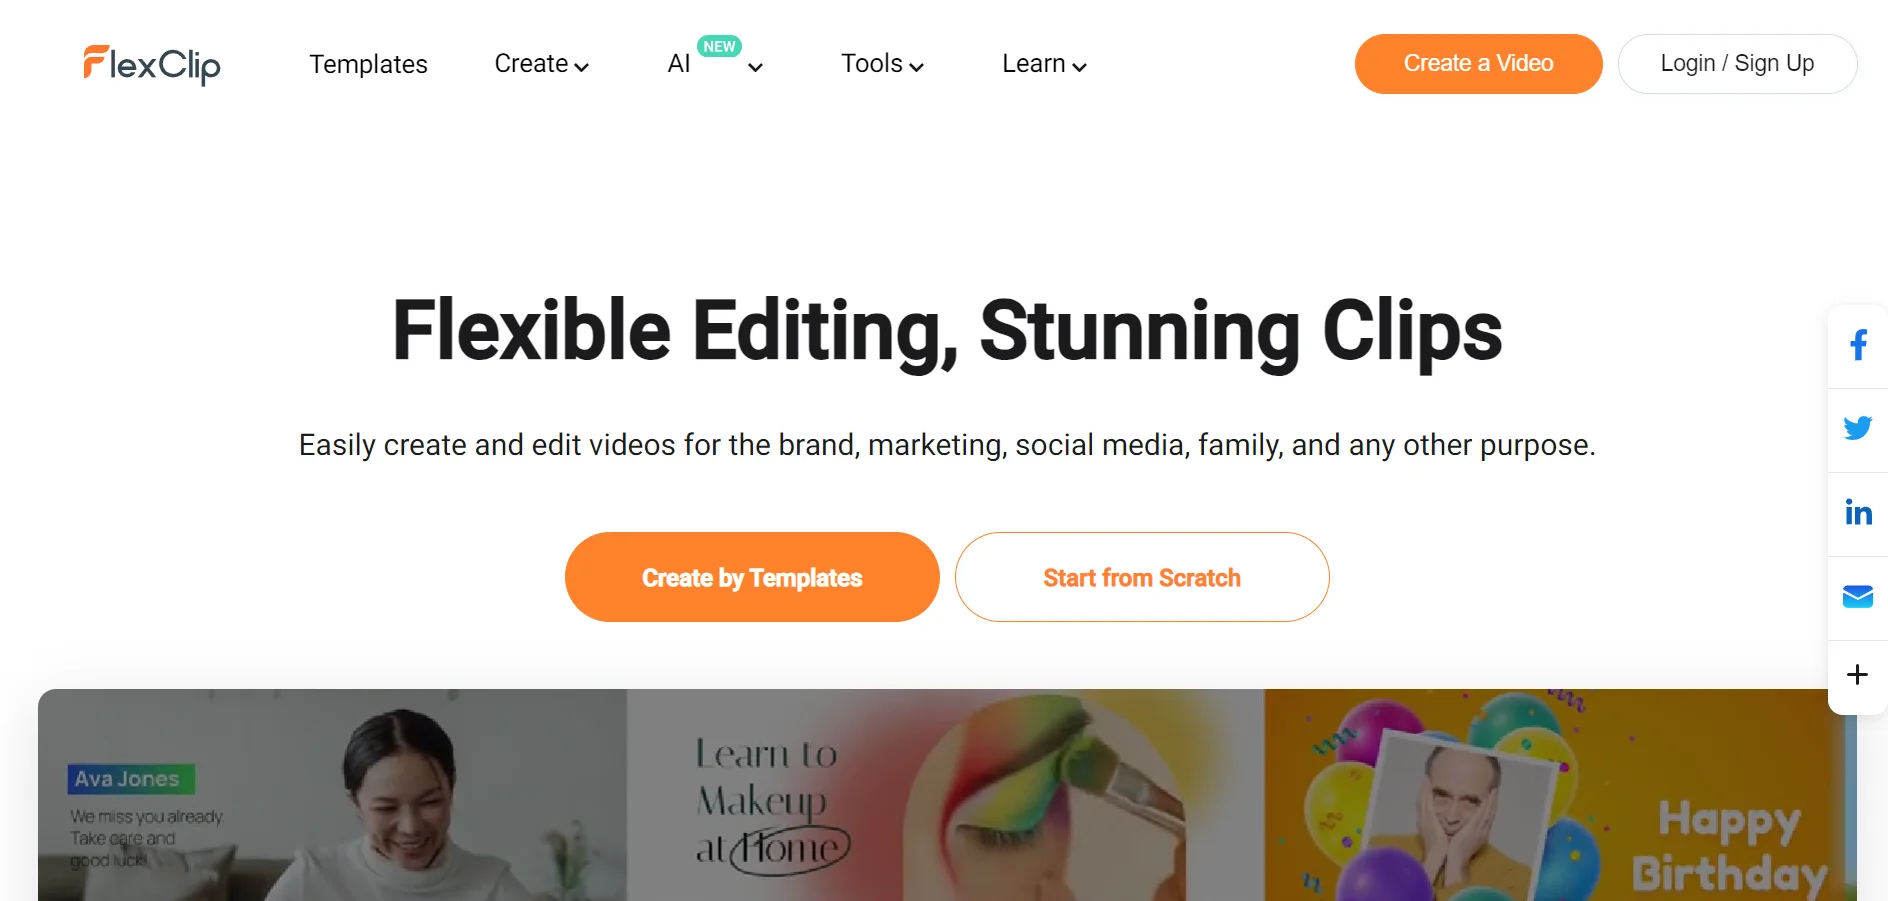 FlexClip
Templates
Create
AI
NEW
Tools
Learn
Create a Video
Login / Sign Up
Flexible Editing, Stunning Clips
Easily create and edit videos for the brand, marketing, social media, family, and any other purpose.
Create by Templates
Start from Scratch
Ava Jones
We miss you already.
Take care and
good luck!
Learn to
Makeup
at Home
Happy
Birthday